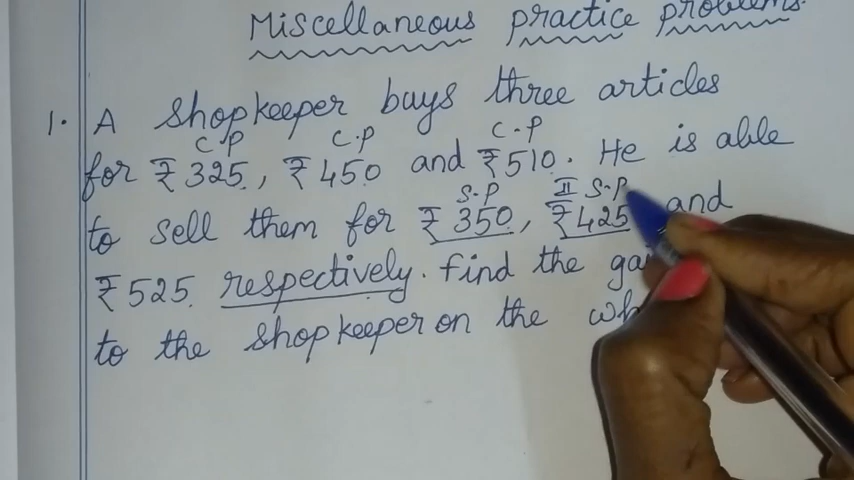 Miscellaneous practice problems.
1. A shopkeeper buys three articles
C.P C.P C.P
for ₹325, ₹450 and ₹510. He is able
S.P II S.P
to sell them for ₹350, ₹425 and
₹525 respectively. find the
to the shopkeeper on the